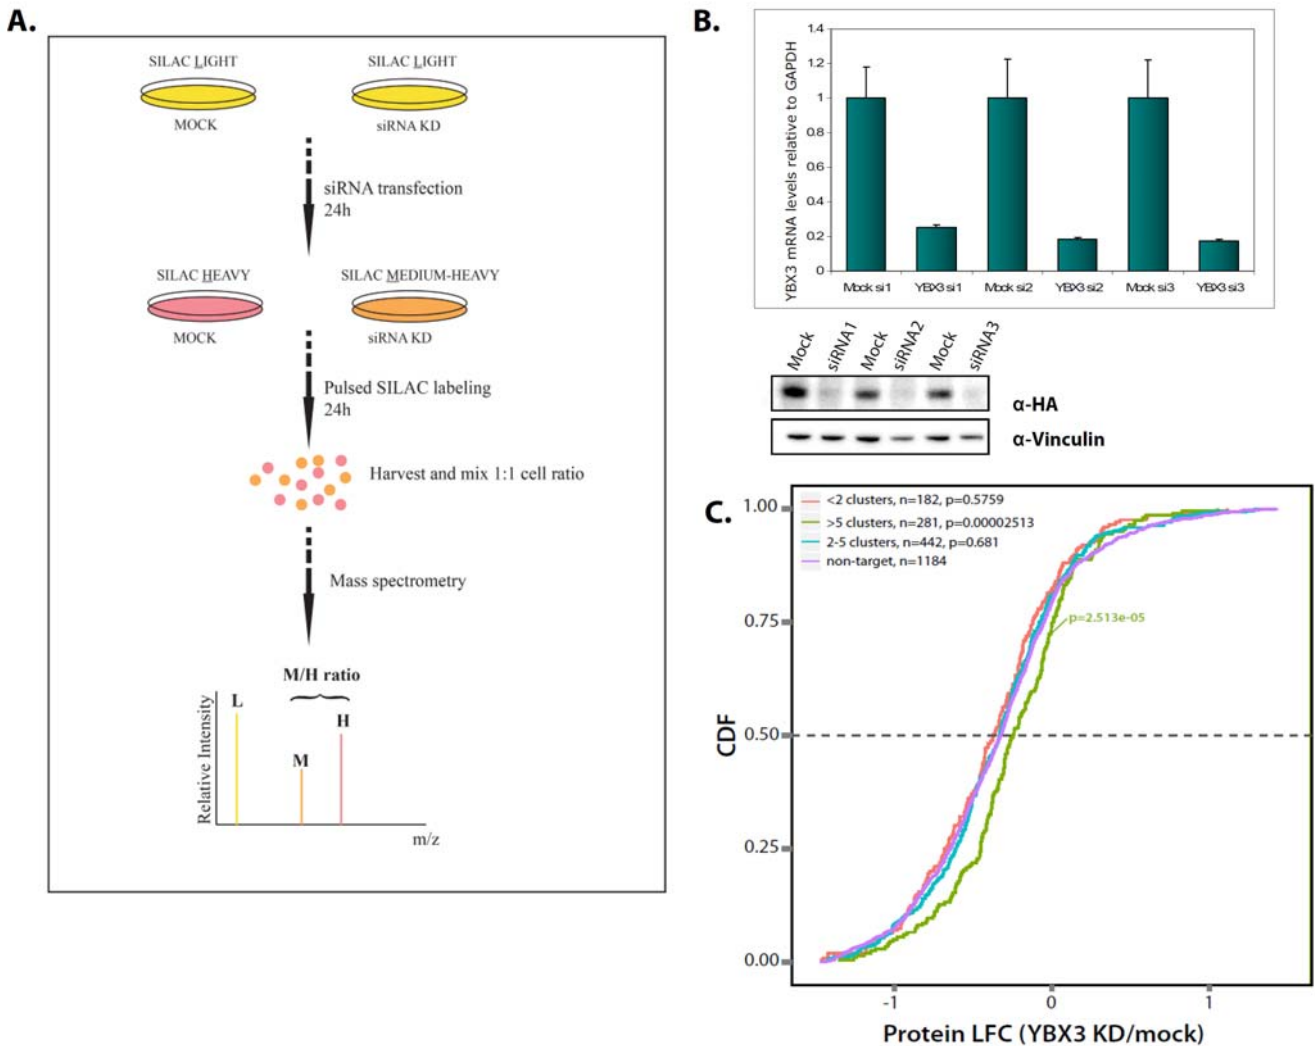 A.
SILAC LIGHT
SILAC LIGHT
MOCK
siRNA KD
siRNA transfection
24h
SILAC HEAVY
SILAC MEDIUM-HEAVY
MOCK
siRNA KD
Pulsed SILAC labeling
24h
Harvest and mix 1:1 cell ratio
Mass spectrometry
M/H ratio
L
H
M
Relative Intensity
m/z
B.
YBX3 mRNA levels relative to GAPDH
1.4
1.2
1
0.8
0.6
0.4
0.2
0
Mock si1
YBX3 si1
Mock si2
YBX3 si2
Mock si3
YBX3 si3
Mock
siRNA1
Mock
siRNA2
Mock
siRNA3
α-HA
α-Vinculin
C.
<2 clusters, n=182, p=0.5759
>5 clusters, n=281, p=0.00002513
2-5 clusters, n=442, p=0.681
non-target, n=1184
p=2.513e-05
CDF
1.00
0.75
0.50
0.25
0.00
-1
0
1
Protein LFC (YBX3 KD/mock)